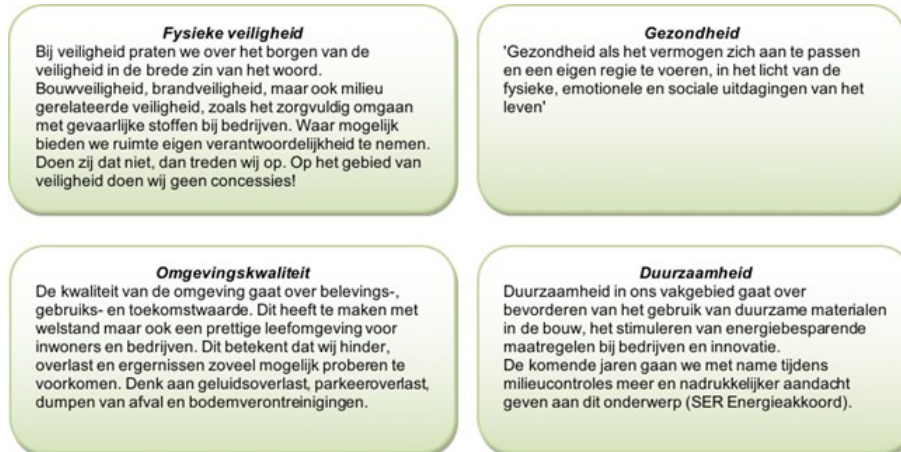 Fysieke veiligheid
Bij veiligheid praten we over het borgen van de
veiligheid in de brede zin van het woord.
Bouwveiligheid, brandveiligheid, maar ook milieu
gerelateerde veiligheid, zoals het zorgvuldig omgaan
met gevaarlijke stoffen bij bedrijven. Waar mogelijk
bieden we ruimte eigen verantwoordelijkheid te nemen.
Doen zij dat niet, dan treden wij op. Op het gebied van
veiligheid doen wij geen concessies!
Gezondheid
'Gezondheid als het vermogen zich aan te passen
en een eigen regie te voeren, in het licht van de
fysieke, emotionele en sociale uitdagingen van het
leven'
Omgevingskwaliteit
De kwaliteit van de omgeving gaat over belevings-,
gebruiks- en toekomstwaarde. Dit heeft te maken met
welstand maar ook een prettige leefomgeving voor
inwoners en bedrijven. Dit betekent dat wij hinder,
overlast en ergernissen zoveel mogelijk proberen te
voorkomen. Denk aan geluidsoverlast, parkeeroverlast,
dumpen van afval en bodemverontreinigingen.
Duurzaamheid
Duurzaamheid in ons vakgebied gaat over
bevorderen van het gebruik van duurzame materialen
in de bouw, het stimuleren van energiebesparende
maatregelen bij bedrijven en innovatie.
De komende jaren gaan we met name tijdens
milieucontroles meer en nadrukkelijker aandacht
geven aan dit onderwerp (SER Energieakkoord).